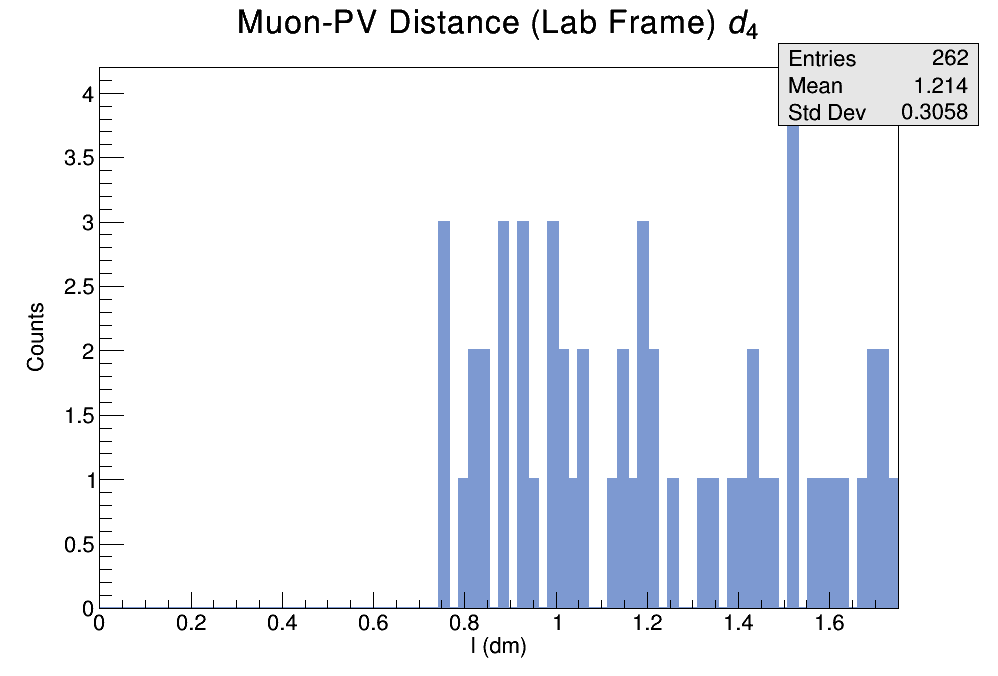 Muon-PV Distance (Lab Frame) d₄
Entries 262
Mean 1.214
Std Dev 0.3058
4
3.5
3
2.5
2
1.5
1
0.5
0
Counts
0 0.2 0.4 0.6 0.8 1 1.2 1.4 1.6
l (dm)